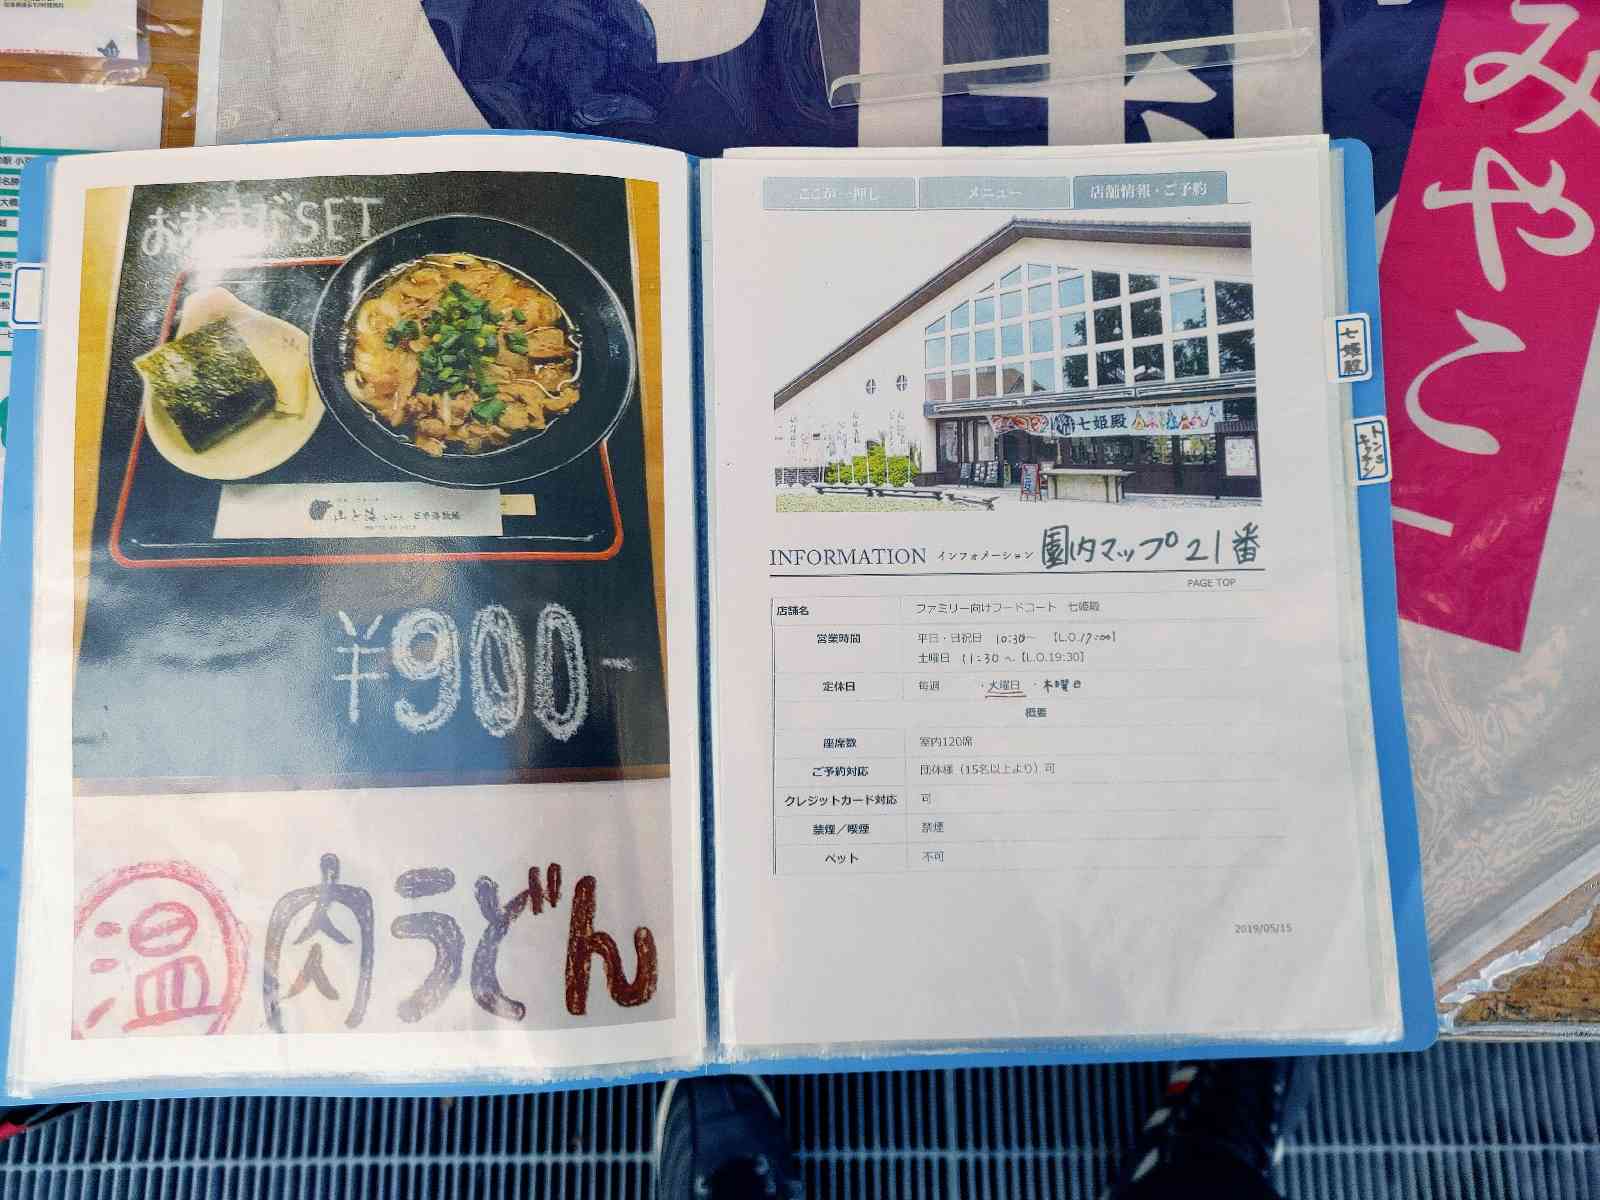 おむすびSET
¥900-
温 肉うどん
ここが一押し メニュー 店舗情報・ご予約
七姫殿
INFORMATION インフォメーション 園内マップ21番
PAGE TOP
店舗名 ファミリー向けフードコート 七姫殿
営業時間 平日・日祝日 10:30~ 【L.O.17:00】
土曜日 11:30~【L.O.19:30】
定休日 毎週 ・火曜日 ・木曜日
概要
座席数 室内120席
ご予約対応 団体様（15名以上より）可
クレジットカード対応 可
禁煙／喫煙 禁煙
ペット 不可
2019/05/15
七姫殿
トンSキッチン
みやこ